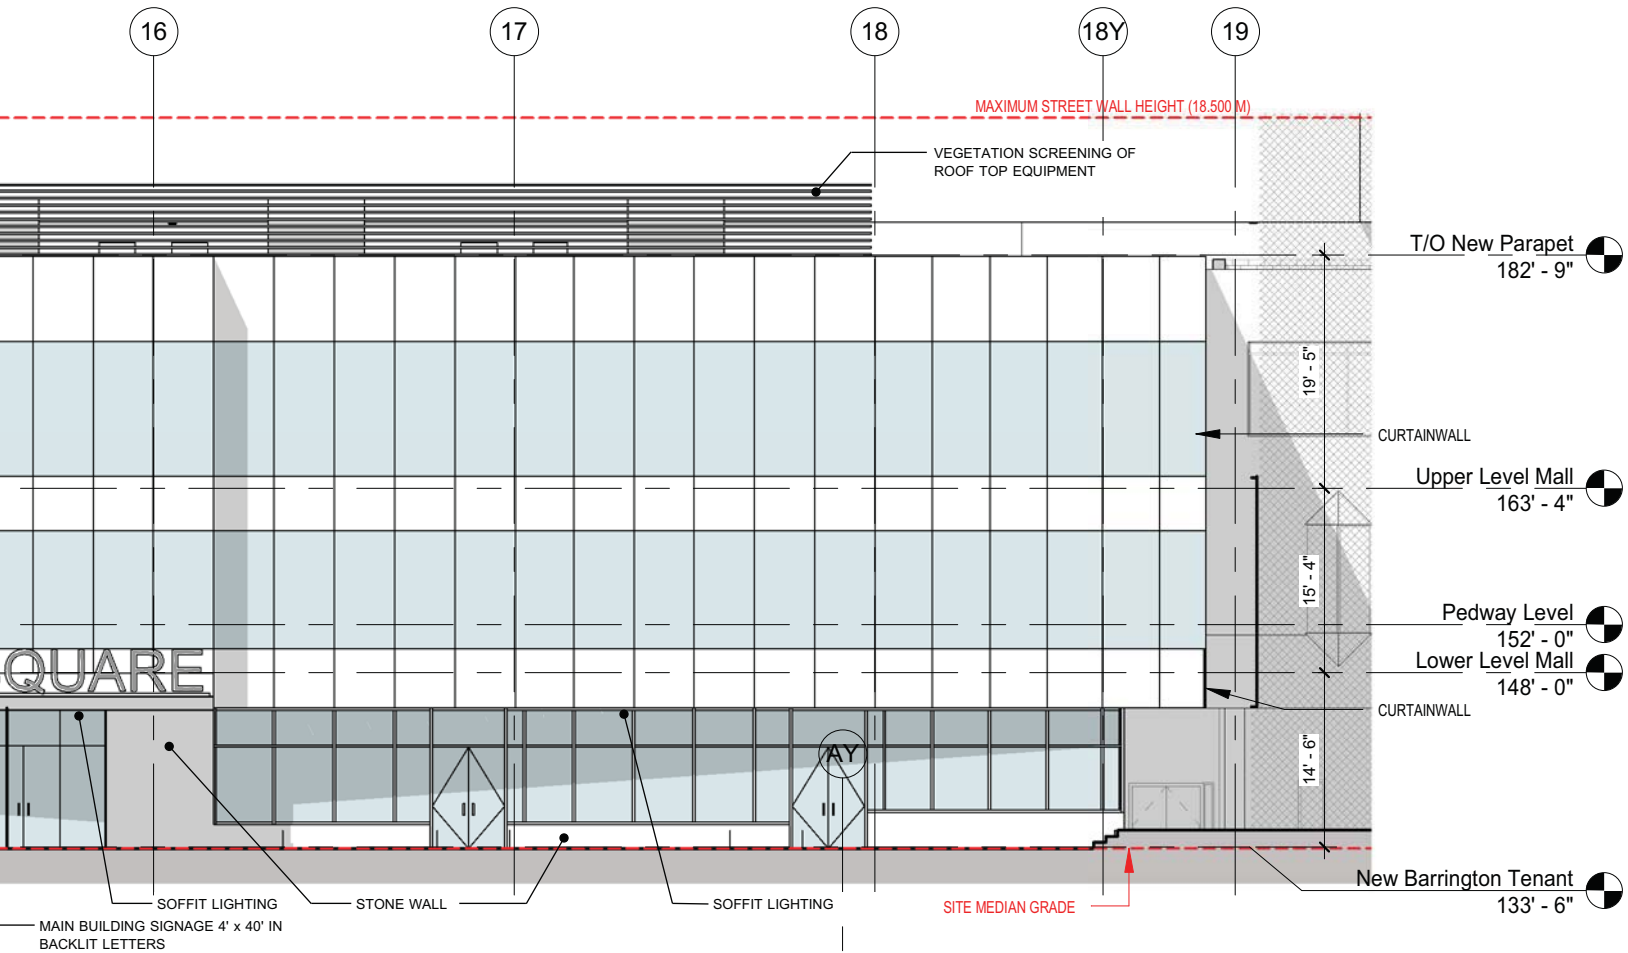 16
17
18
18Y
19
MAXIMUM STREET WALL HEIGHT (18.500 M)
VEGETATION SCREENING OF
ROOF TOP EQUIPMENT
T/O New Parapet
182' - 9"
19' - 5"
CURTAINWALL
Upper Level Mall
163' - 4"
15' - 4"
Pedway Level
152' - 0"
Lower Level Mall
148' - 0"
QUARE
CURTAINWALL
14' - 6"
AY
New Barrington Tenant
133' - 6"
SOFFIT LIGHTING
STONE WALL
SOFFIT LIGHTING
SITE MEDIAN GRADE
MAIN BUILDING SIGNAGE 4' x 40' IN
BACKLIT LETTERS